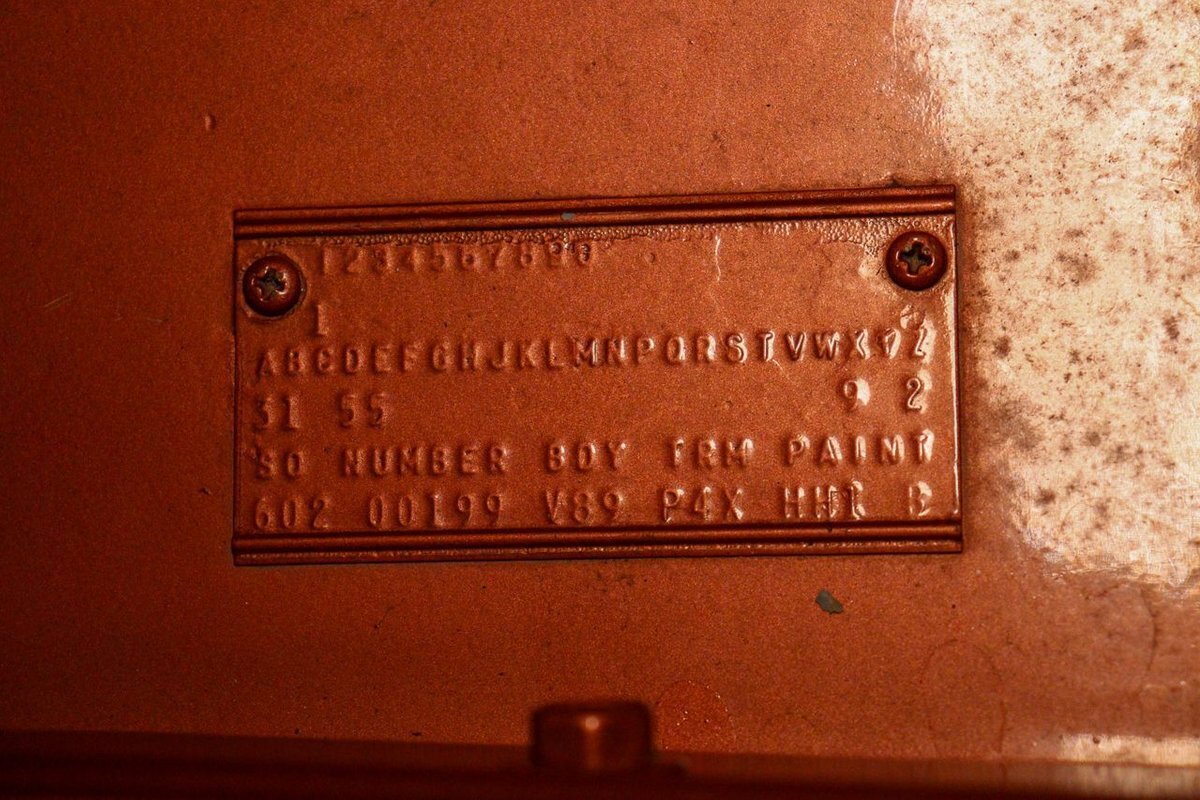 1234567890
1
ABCDEFGHJKLMNPQRSTVWXYZ
31 55 9 2
SO NUMBER BDY TRM PAINT
602 00199 V89 P4X HH1